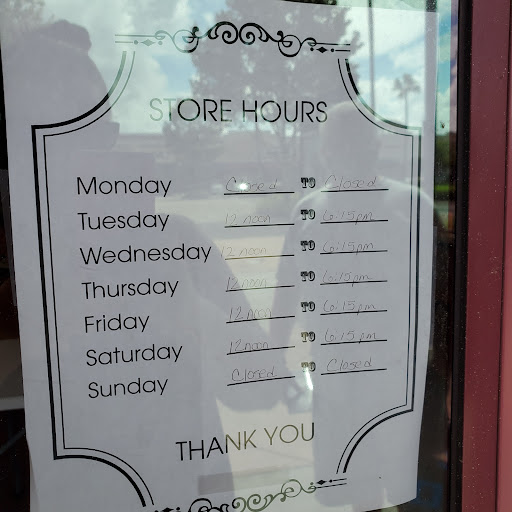 STORE HOURS
Monday Closed TO Closed
Tuesday 12 noon TO 6:15pm
Wednesday 12 noon TO 6:15pm
Thursday 12 noon TO 6:15pm
Friday 12 noon TO 6:15pm
Saturday 12 noon TO 6:15pm
Sunday Closed TO Closed
THANK YOU